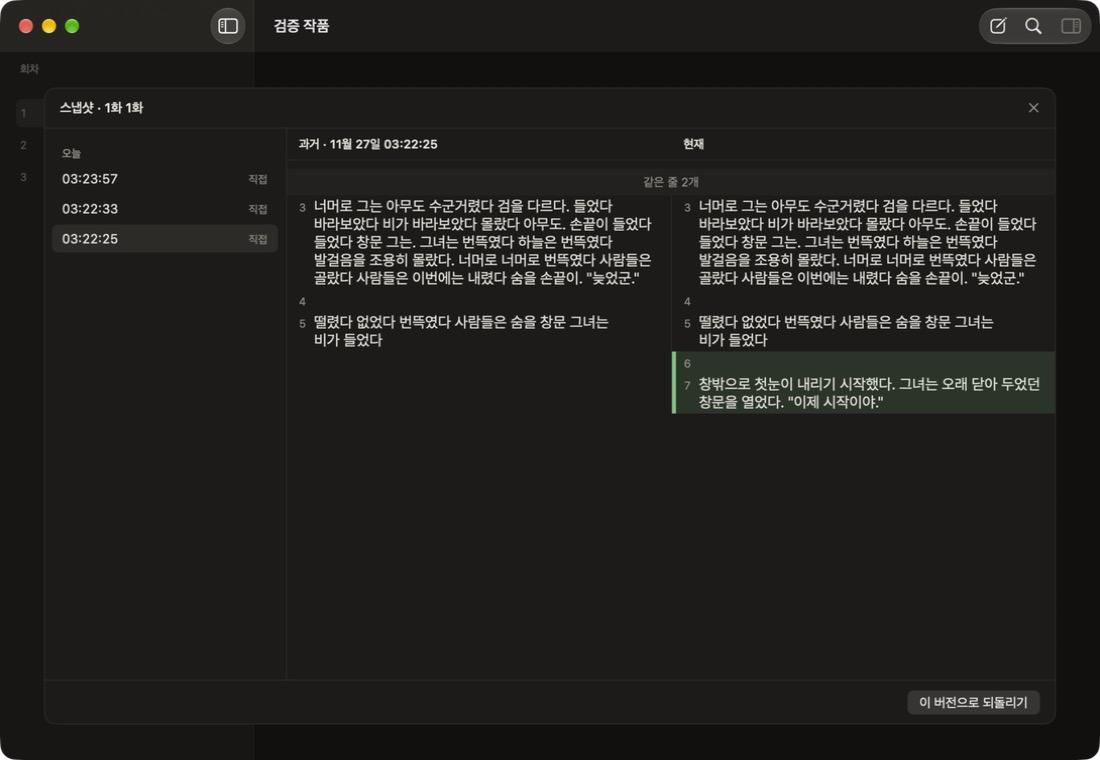 검증 작품
회차
1
2
3
스냅샷 · 1화 1화
오늘
03:23:57 직접
03:22:33 직접
03:22:25 직접
과거 · 11월 27일 03:22:25
현재
같은 줄 2개
3 너머로 그는 아무도 수군거렸다 검을 다르다. 들었다
바라보았다 비가 바라보았다 몰랐다 아무도. 손끝이 들었다
들었다 창문 그는. 그녀는 번뜩였다 하늘은 번뜩였다
발걸음을 조용히 몰랐다. 너머로 너머로 번뜩였다 사람들은
골랐다 사람들은 이번에는 내렸다 숨을 손끝이. "늦었군."
4
5 떨렸다 없었다 번뜩였다 사람들은 숨을 창문 그녀는
비가 들었다
3 너머로 그는 아무도 수군거렸다 검을 다르다. 들었다
바라보았다 비가 바라보았다 몰랐다 아무도. 손끝이 들었다
들었다 창문 그는. 그녀는 번뜩였다 하늘은 번뜩였다
발걸음을 조용히 몰랐다. 너머로 너머로 번뜩였다 사람들은
골랐다 사람들은 이번에는 내렸다 숨을 손끝이. "늦었군."
4
5 떨렸다 없었다 번뜩였다 사람들은 숨을 창문 그녀는
비가 들었다
6
7 창밖으로 첫눈이 내리기 시작했다. 그녀는 오래 닫아 두었던
창문을 열었다. "이제 시작이야."
이 버전으로 되돌리기